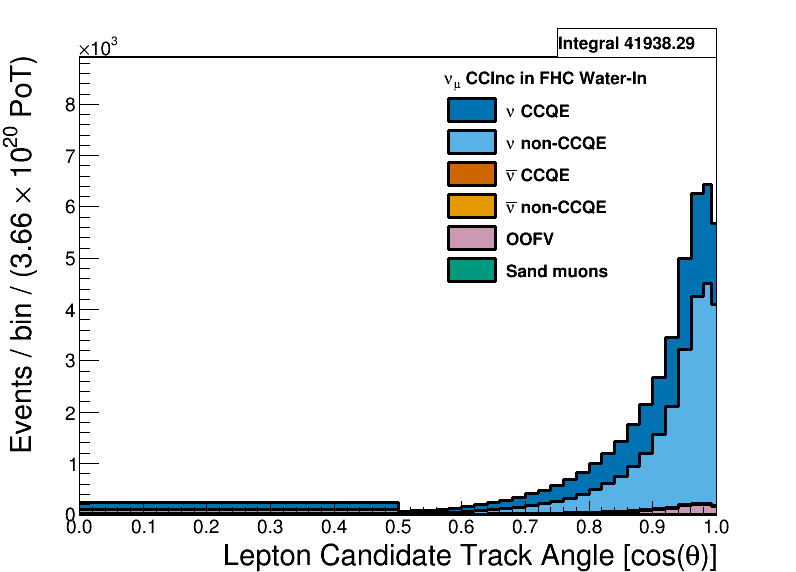 ×10³
Integral 41938.29
Events / bin / (3.66 × 10²⁰ PoT)
8
7
6
5
4
3
2
1
0
ν_μ CCInc in FHC Water-In
ν CCQE
ν non-CCQE
ν̅ CCQE
ν̅ non-CCQE
OOFV
Sand muons
0.0 0.1 0.2 0.3 0.4 0.5 0.6 0.7 0.8 0.9 1.0
Lepton Candidate Track Angle [cos(θ)]